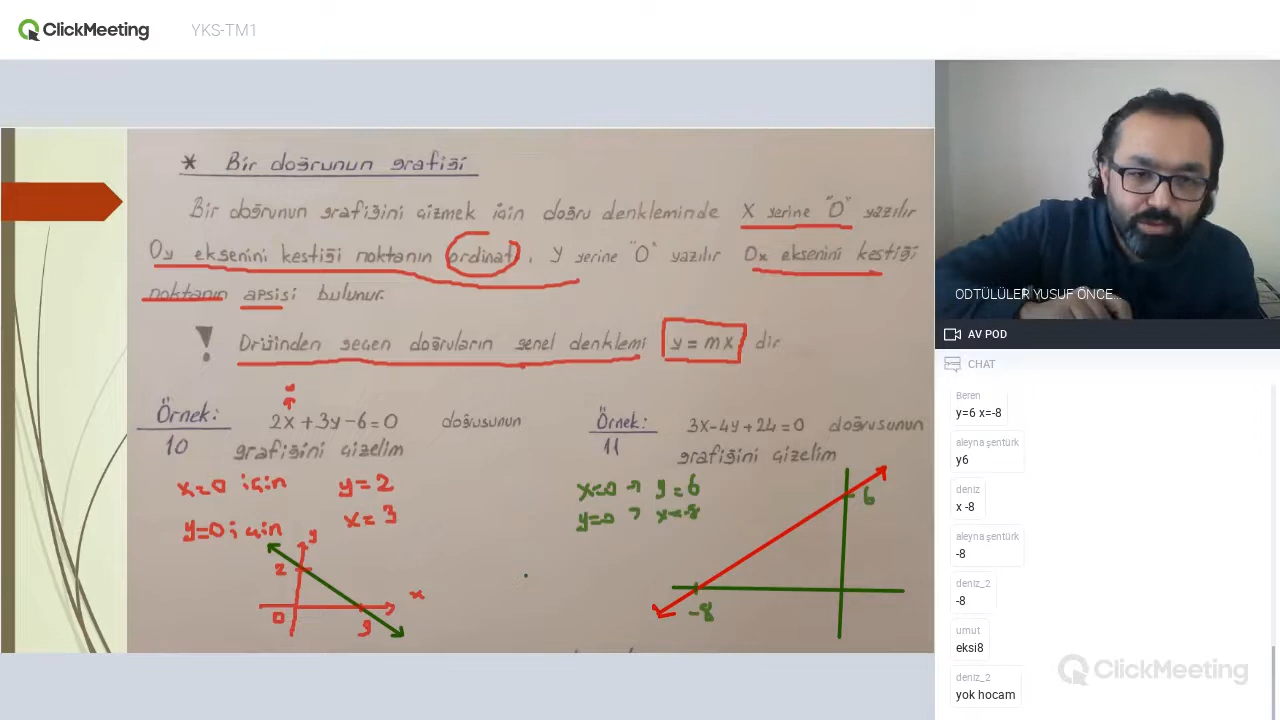 ClickMeeting
YKS-TM1
* Bir doğrunun grafiği
Bir doğrunun grafiğini çizmek için doğru denkleminde X yerine "0" yazılır
Oy eksenini kestiği noktanın ordinatı, y yerine "0" yazılır Ox eksenini kestiği
noktanın apsisi bulunur.
! Orijinden geçen doğruların genel denklemi y = mx dir
Örnek: 10
2x+3y-6=0 doğrusunun
grafiğini çizelim
x=0 için y=2
y=0 için x=3
y
2
x
0
3
Örnek: 11
3x-4y+24=0 doğrusunun
grafiğini çizelim
x=0 → y=6
y=0 → x=-8
6
-8
ODTÜLÜLER YUSUF ÖNCE...
AV POD
CHAT
Beren
y=6 x=-8
aleyna şentürk
y6
deniz
x -8
aleyna şentürk
-8
deniz_2
-8
umut
eksi8
deniz_2
yok hocam
ClickMeeting